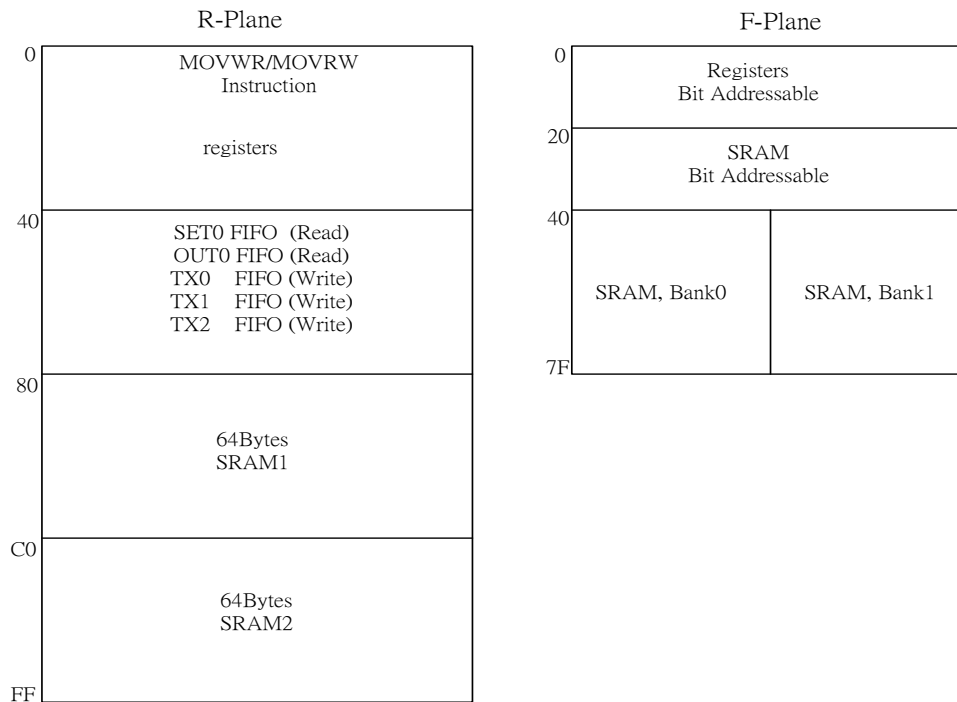 R-Plane
0
MOVWR/MOVRW
Instruction
registers
40
SET0 FIFO (Read)
OUT0 FIFO (Read)
TX0 FIFO (Write)
TX1 FIFO (Write)
TX2 FIFO (Write)
80
64Bytes
SRAM1
C0
64Bytes
SRAM2
FF
F-Plane
0
Registers
Bit Addressable
20
SRAM
Bit Addressable
40
SRAM, Bank0
SRAM, Bank1
7F